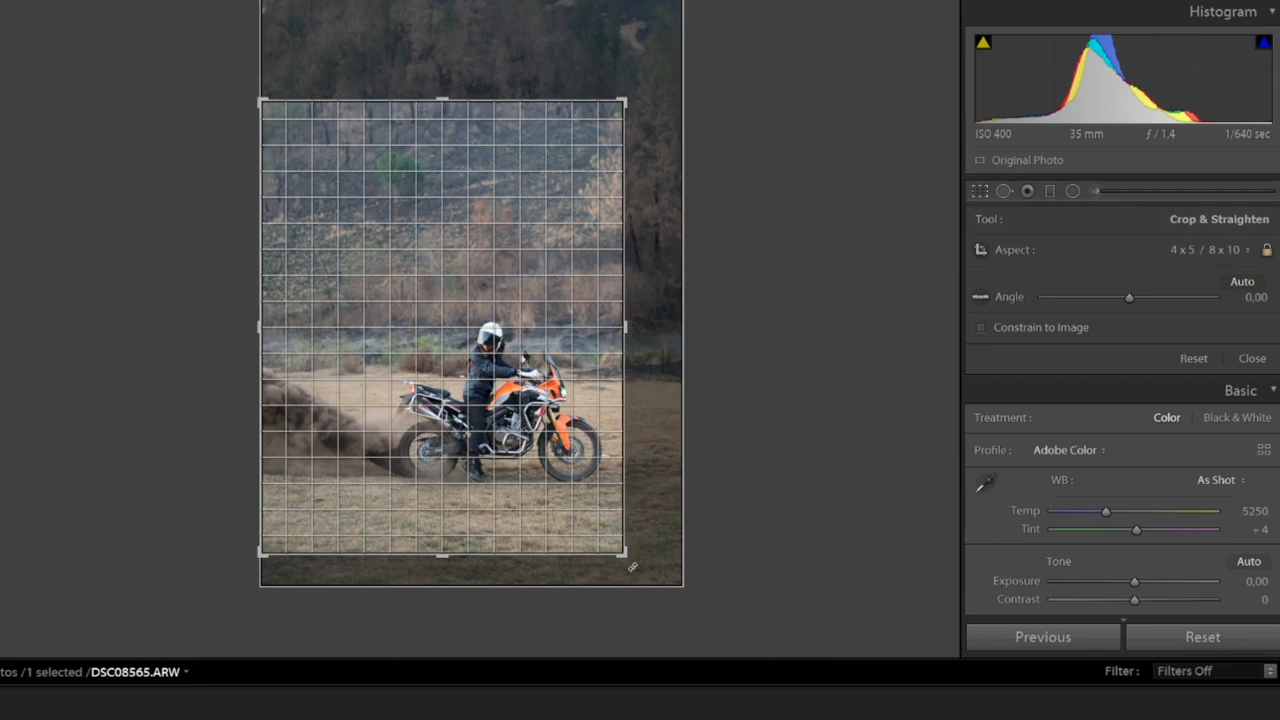 Histogram
ISO 400 35 mm ƒ / 1,4 1/640 sec
Original Photo
Tool : Crop & Straighten
Aspect : 4 x 5 / 8 x 10
Auto
Angle 0,00
Constrain to Image
Reset Close
Basic
Treatment : Color Black & White
Profile : Adobe Color
WB : As Shot
Temp 5250
Tint + 4
Tone Auto
Exposure 0,00
Contrast 0
Previous Reset
tos /1 selected /DSC08565.ARW
Filter : Filters Off